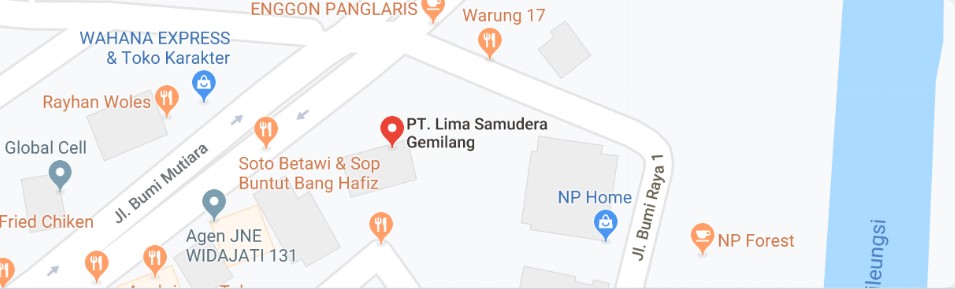 ENGGON PANGLARIS
Warung 17
WAHANA EXPRESS
& Toko Karakter
Rayhan Woles
PT. Lima Samudera
Gemilang
Global Cell
Soto Betawi & Sop
Buntut Bang Hafiz
Jl. Bumi Mutiara
Jl. Bumi Raya 1
NP Home
Fried Chiken
Agen JNE
WIDAJATI 131
NP Forest
ileungsi